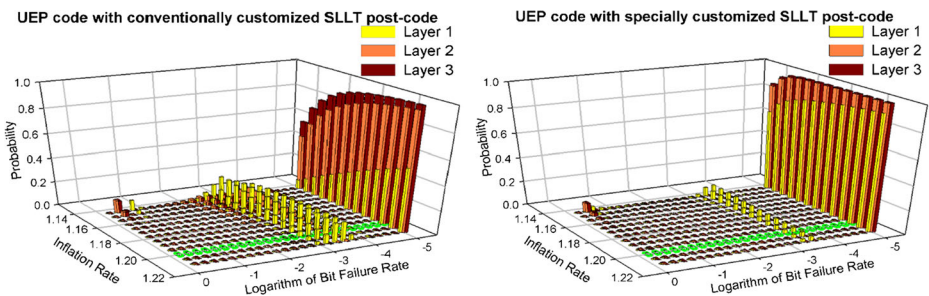 UEP code with conventionally customized SLLT post-code
Layer 1
Layer 2
Layer 3
1.0
0.8
0.6
0.4
0.2
0.0
Probability
1.14
1.16
1.18
1.20
1.22
Inflation Rate
0
-1
-2
-3
-4
-5
Logarithm of Bit Failure Rate
UEP code with specially customized SLLT post-code
Layer 1
Layer 2
Layer 3
1.0
0.8
0.6
0.4
0.2
0.0
Probability
1.14
1.16
1.18
1.20
1.22
Inflation Rate
0
-1
-2
-3
-4
-5
Logarithm of Bit Failure Rate